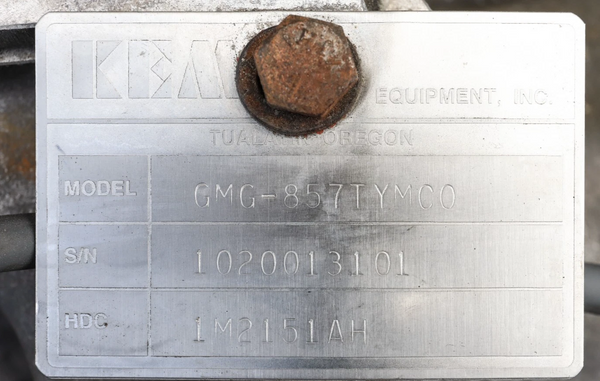 EQUIPMENT, INC.
OREGON
MODEL GMG-857TYMCO
S/N 1020013101
HDC 1M2151AH